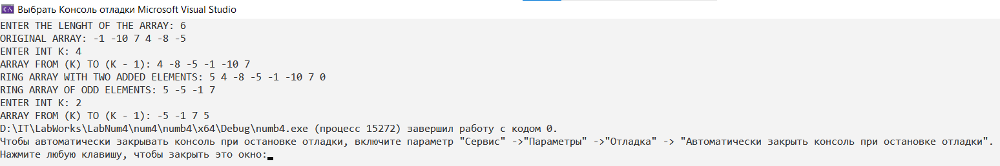 Выбрать Консоль отладки Microsoft Visual Studio
ENTER THE LENGHT OF THE ARRAY: 6
ORIGINAL ARRAY: -1 -10 7 4 -8 -5
ENTER INT K: 4
ARRAY FROM (K) TO (K - 1): 4 -8 -5 -1 -10 7
RING ARRAY WITH TWO ADDED ELEMENTS: 5 4 -8 -5 -1 -10 7 0
RING ARRAY OF ODD ELEMENTS: 5 -5 -1 7
ENTER INT K: 2
ARRAY FROM (K) TO (K - 1): -5 -1 7 5
D:\IT\LabWorks\LabNum4\num4\numb4\x64\Debug\numb4.exe (процесс 15272) завершил работу с кодом 0.
Чтобы автоматически закрывать консоль при остановке отладки, включите параметр "Сервис" ->"Параметры" ->"Отладка" -> "Автоматически закрыть консоль при остановке отладки".
Нажмите любую клавишу, чтобы закрыть это окно: